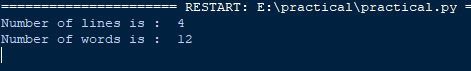 ====================== RESTART: E:\practical\practical.py =
Number of lines is :  4
Number of words is :  12